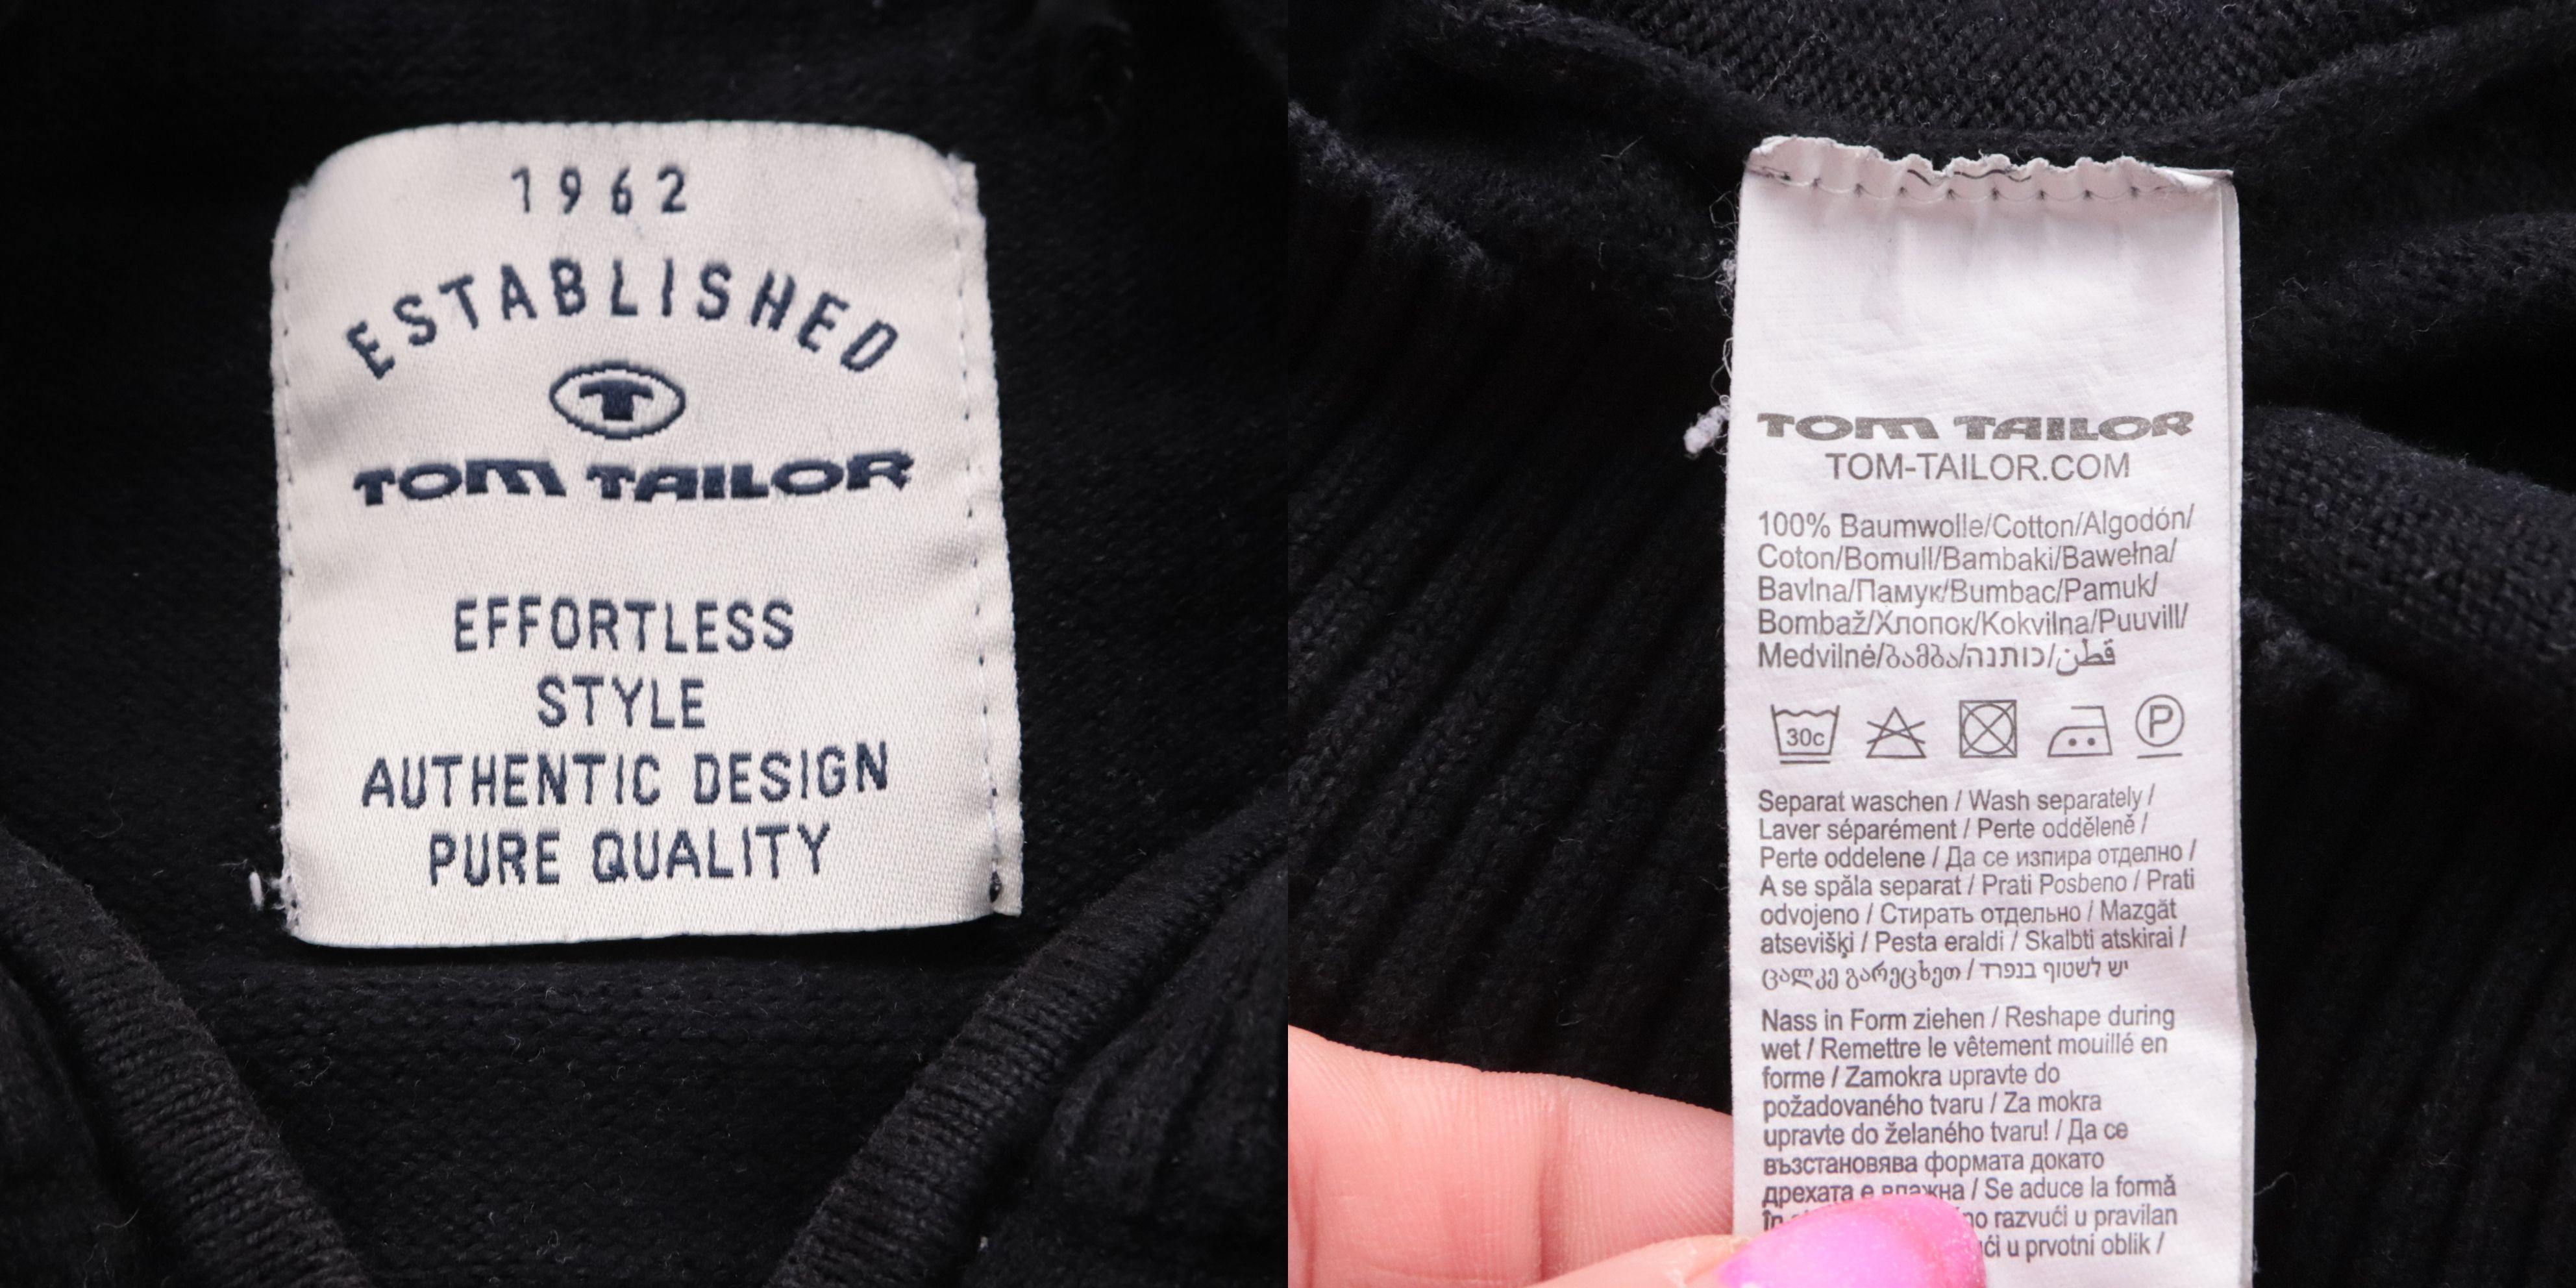 1962
ESTABLISHED
T
TOM TAILOR
EFFORTLESS
STYLE
AUTHENTIC DESIGN
PURE QUALITY
TOM TAILOR
TOM-TAILOR.COM
100% Baumwolle/Cotton/Algodón/
Coton/Bomull/Bambaki/Bawełna/
Bavlna/Памук/Bumbac/Pamuk/
Bombaž/Хлопок/Kokvilna/Puuvill/
Medvilnė/ბამბა/כותנה/قطن
30c
P
Separat waschen / Wash separately /
Laver séparément / Perte odděleně /
Perte oddelene / Да се изпира отделно /
A se spăla separat / Prati Posbeno / Prati
odvojeno / Стирать отдельно / Mazgāt
atsevišķi / Pesta eraldi / Skalbti atskirai /
ცალკე გარეცხეთ / יש לשטוף בנפרד
Nass in Form ziehen / Reshape during
wet / Remettre le vêtement mouillé en
forme / Zamokra upravte do
požadovaného tvaru / Za mokra
upravte do želaného tvaru! / Да се
възстановява формата докато
дрехата е влажна / Se aduce la formă
razvući u pravilan
u prvotni oblik /